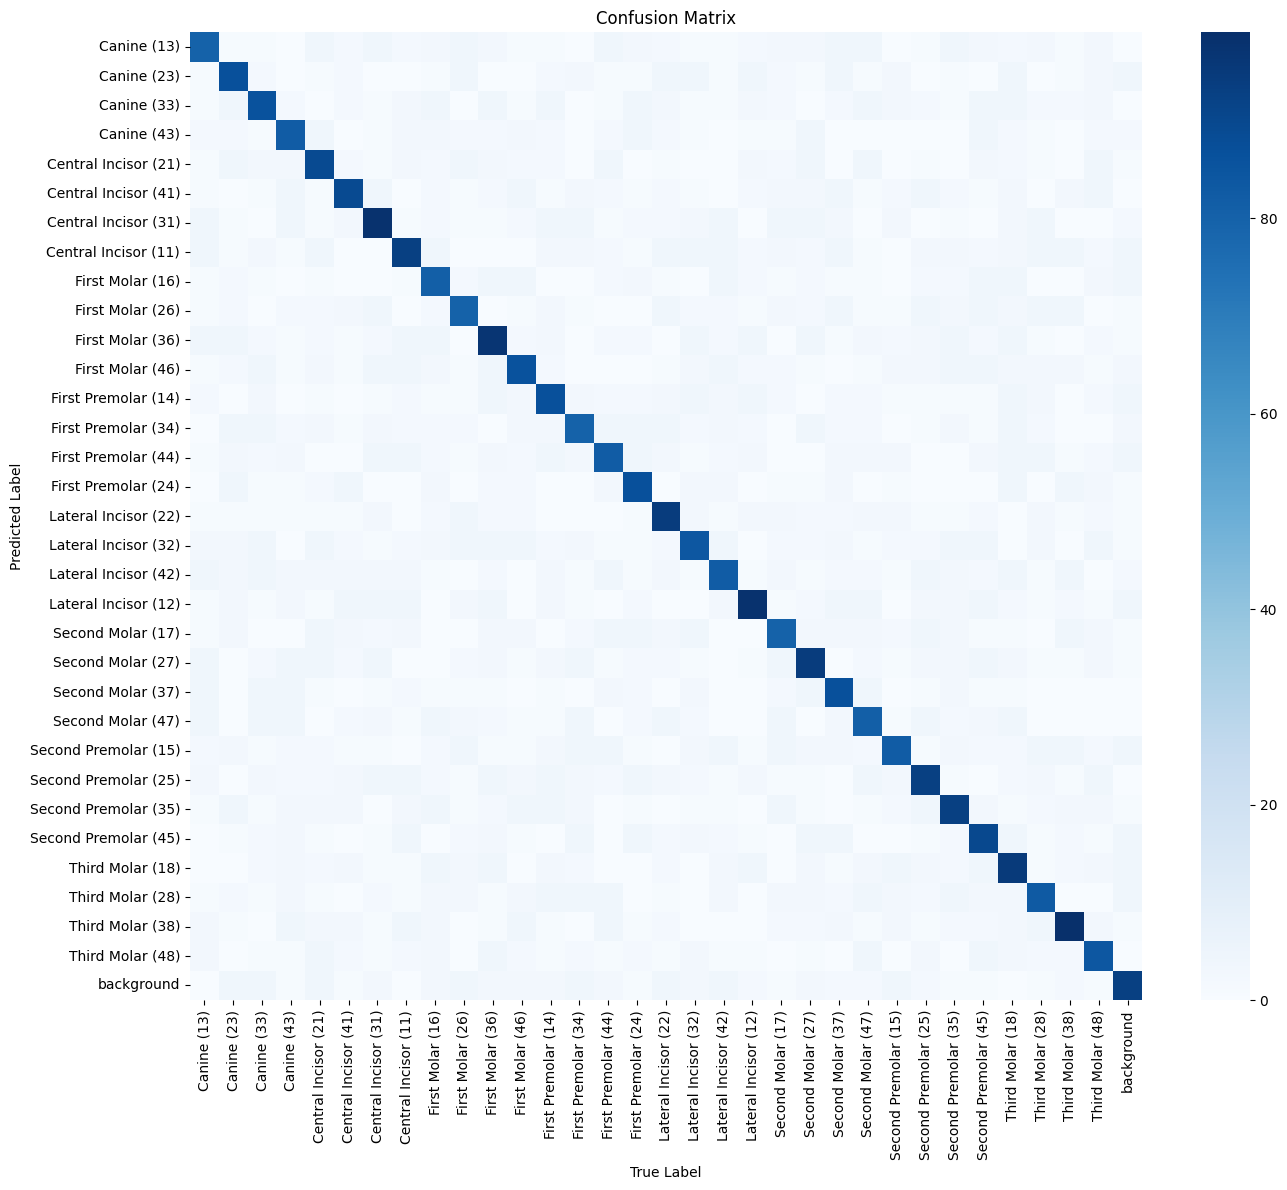 Confusion Matrix
Predicted Label
Canine (13)
Canine (23)
Canine (33)
Canine (43)
Central Incisor (21)
Central Incisor (41)
Central Incisor (31)
Central Incisor (11)
First Molar (16)
First Molar (26)
First Molar (36)
First Molar (46)
First Premolar (14)
First Premolar (34)
First Premolar (44)
First Premolar (24)
Lateral Incisor (22)
Lateral Incisor (32)
Lateral Incisor (42)
Lateral Incisor (12)
Second Molar (17)
Second Molar (27)
Second Molar (37)
Second Molar (47)
Second Premolar (15)
Second Premolar (25)
Second Premolar (35)
Second Premolar (45)
Third Molar (18)
Third Molar (28)
Third Molar (38)
Third Molar (48)
background
80
60
40
20
0
Canine (13)
Canine (23)
Canine (33)
Canine (43)
Central Incisor (21)
Central Incisor (41)
Central Incisor (31)
Central Incisor (11)
First Molar (16)
First Molar (26)
First Molar (36)
First Molar (46)
First Premolar (14)
First Premolar (34)
First Premolar (44)
First Premolar (24)
Lateral Incisor (22)
Lateral Incisor (32)
Lateral Incisor (42)
Lateral Incisor (12)
Second Molar (17)
Second Molar (27)
Second Molar (37)
Second Molar (47)
Second Premolar (15)
Second Premolar (25)
Second Premolar (35)
Second Premolar (45)
Third Molar (18)
Third Molar (28)
Third Molar (38)
Third Molar (48)
background
True Label